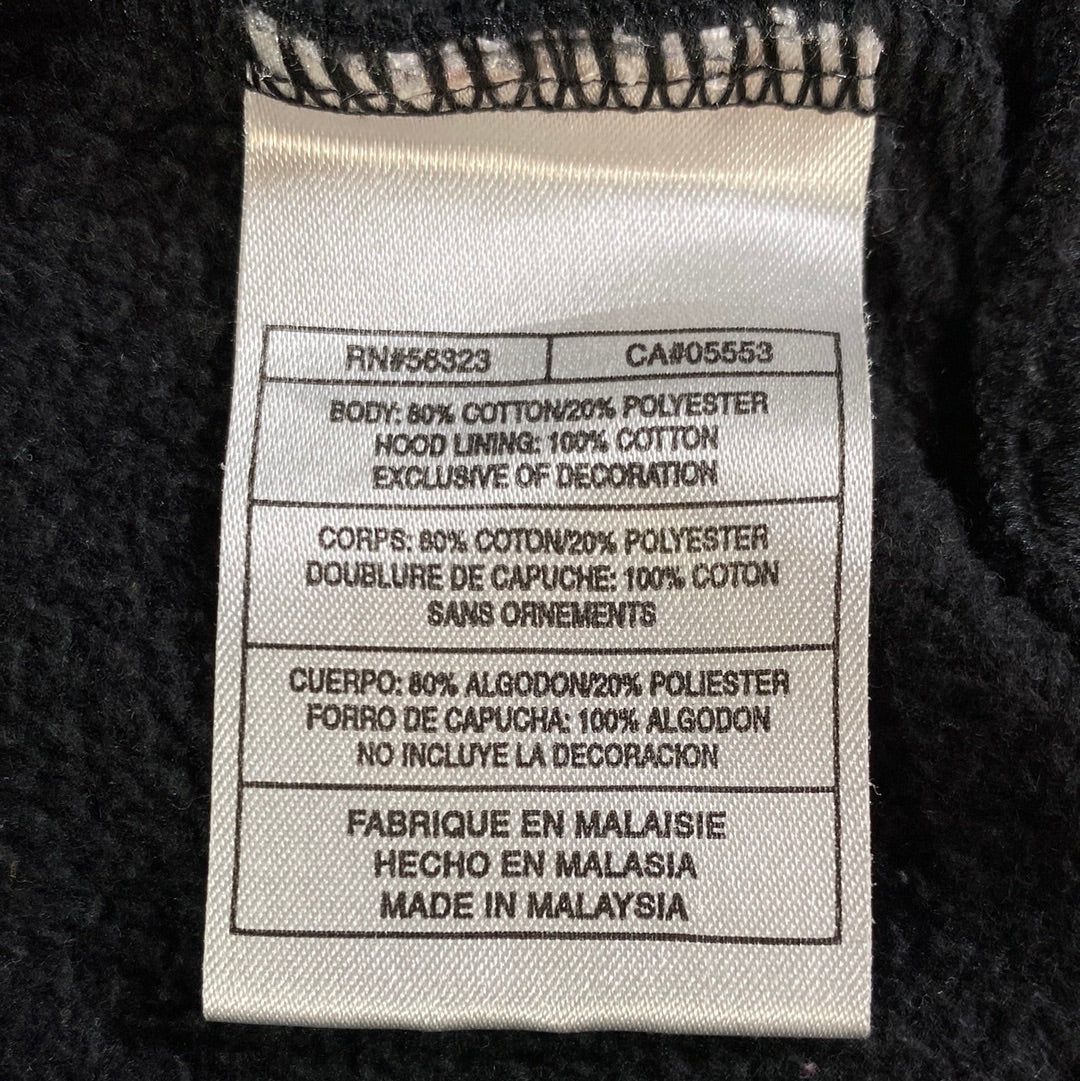 RN#56323 CA#05553
BODY: 80% COTTON/20% POLYESTER
HOOD LINING: 100% COTTON
EXCLUSIVE OF DECORATION
CORPS: 80% COTON/20% POLYESTER
DOUBLURE DE CAPUCHE: 100% COTON
SANS ORNEMENTS
CUERPO: 80% ALGODON/20% POLIESTER
FORRO DE CAPUCHA: 100% ALGODON
NO INCLUYE LA DECORACION
FABRIQUE EN MALAISIE
HECHO EN MALASIA
MADE IN MALAYSIA